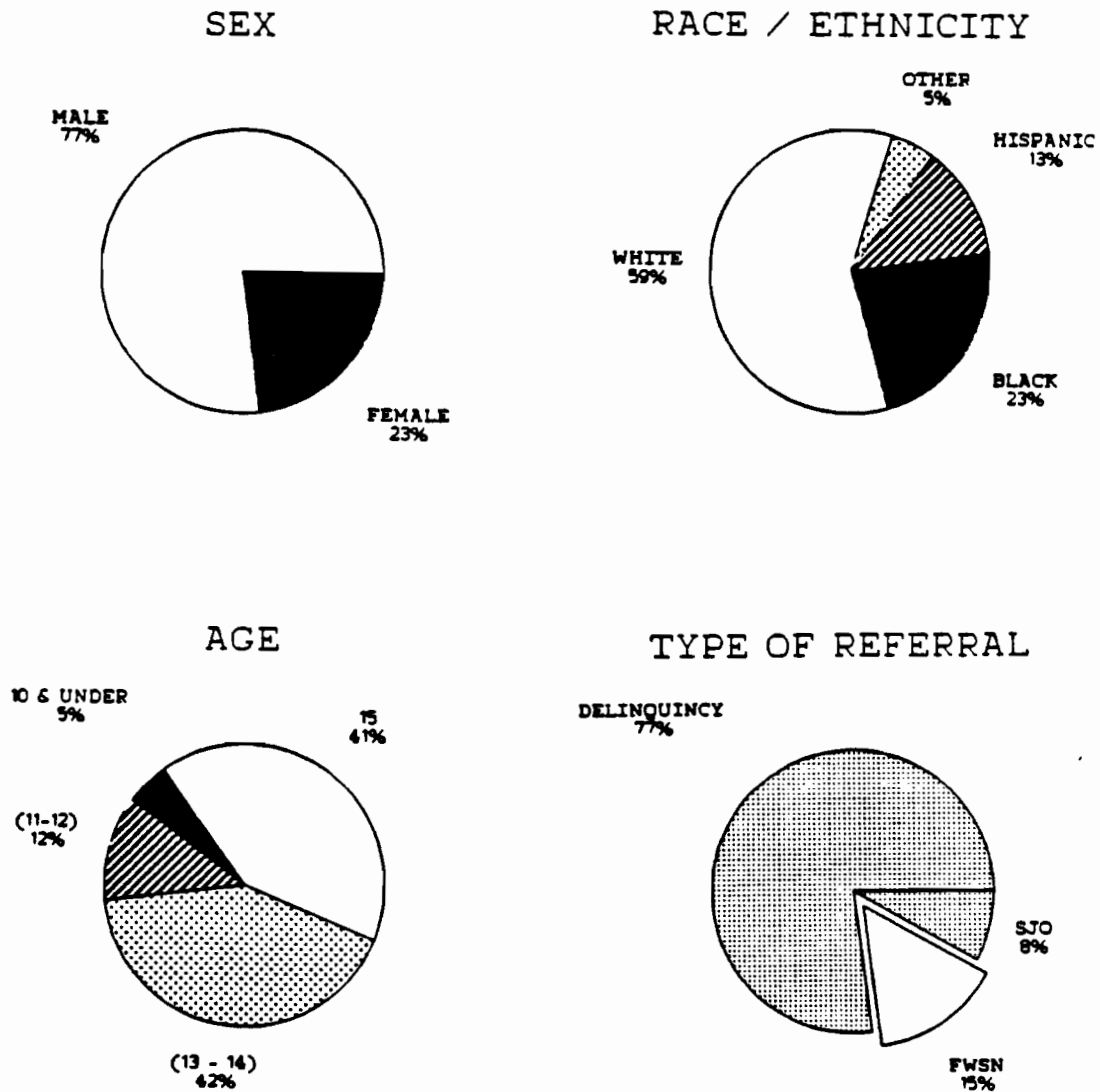 SEX
MALE
77%
FEMALE
23%
RACE / ETHNICITY
OTHER
5%
HISPANIC
13%
WHITE
59%
BLACK
23%
AGE
10 & UNDER
5%
15
41%
(11-12)
12%
(13 - 14)
42%
TYPE OF REFERRAL
DELINQUINCY
77%
SJO
8%
FWSN
15%